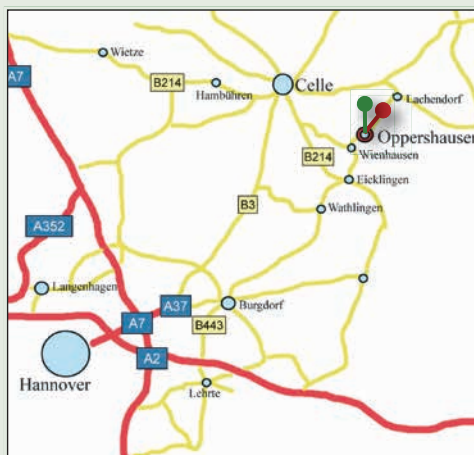 Wietze
A7
B214
Hambühren
Celle
Lachendorf
Oppershausen
Wienhausen
B214
Eicklingen
B3
Wathlingen
A352
Langenhagen
A37
Burgdorf
A7
B443
A2
Hannover
Lehrte